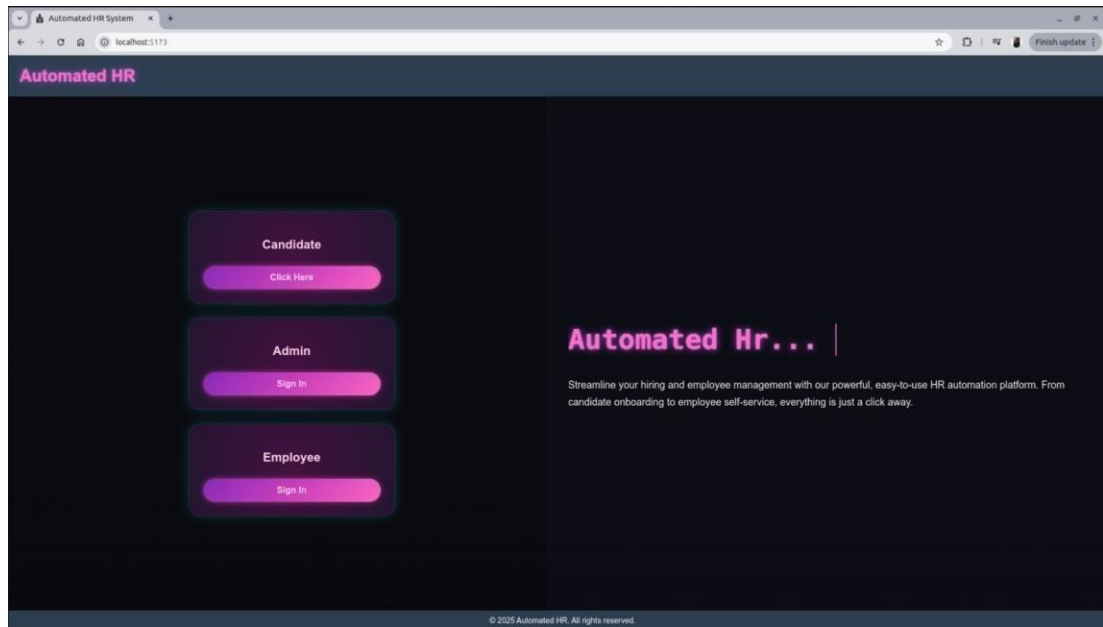 Automated HR System
localhost:5173
Finish update
Automated HR
Candidate
Click Here
Admin
Sign In
Employee
Sign In
Automated Hr...
Streamline your hiring and employee management with our powerful, easy-to-use HR automation platform. From
candidate onboarding to employee self-service, everything is just a click away.
© 2025 Automated HR. All rights reserved.